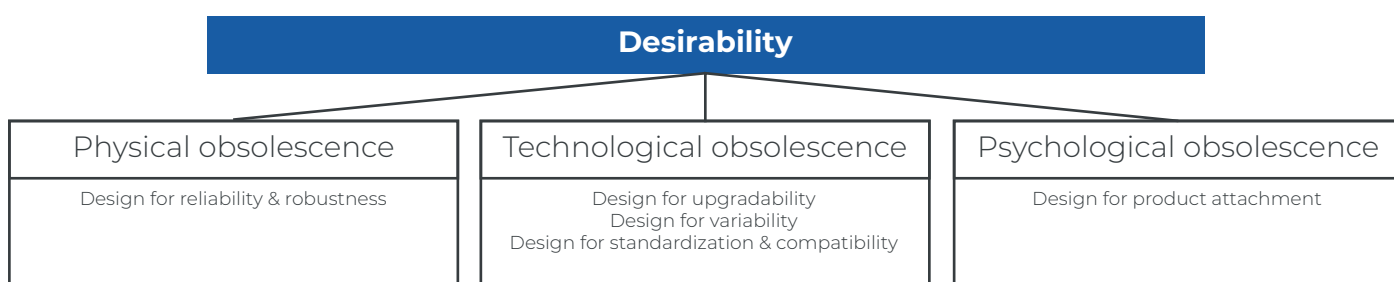 Desirability
Physical obsolescence
Design for reliability & robustness
Technological obsolescence
Design for upgradability
Design for variability
Design for standardization & compatibility
Psychological obsolescence
Design for product attachment